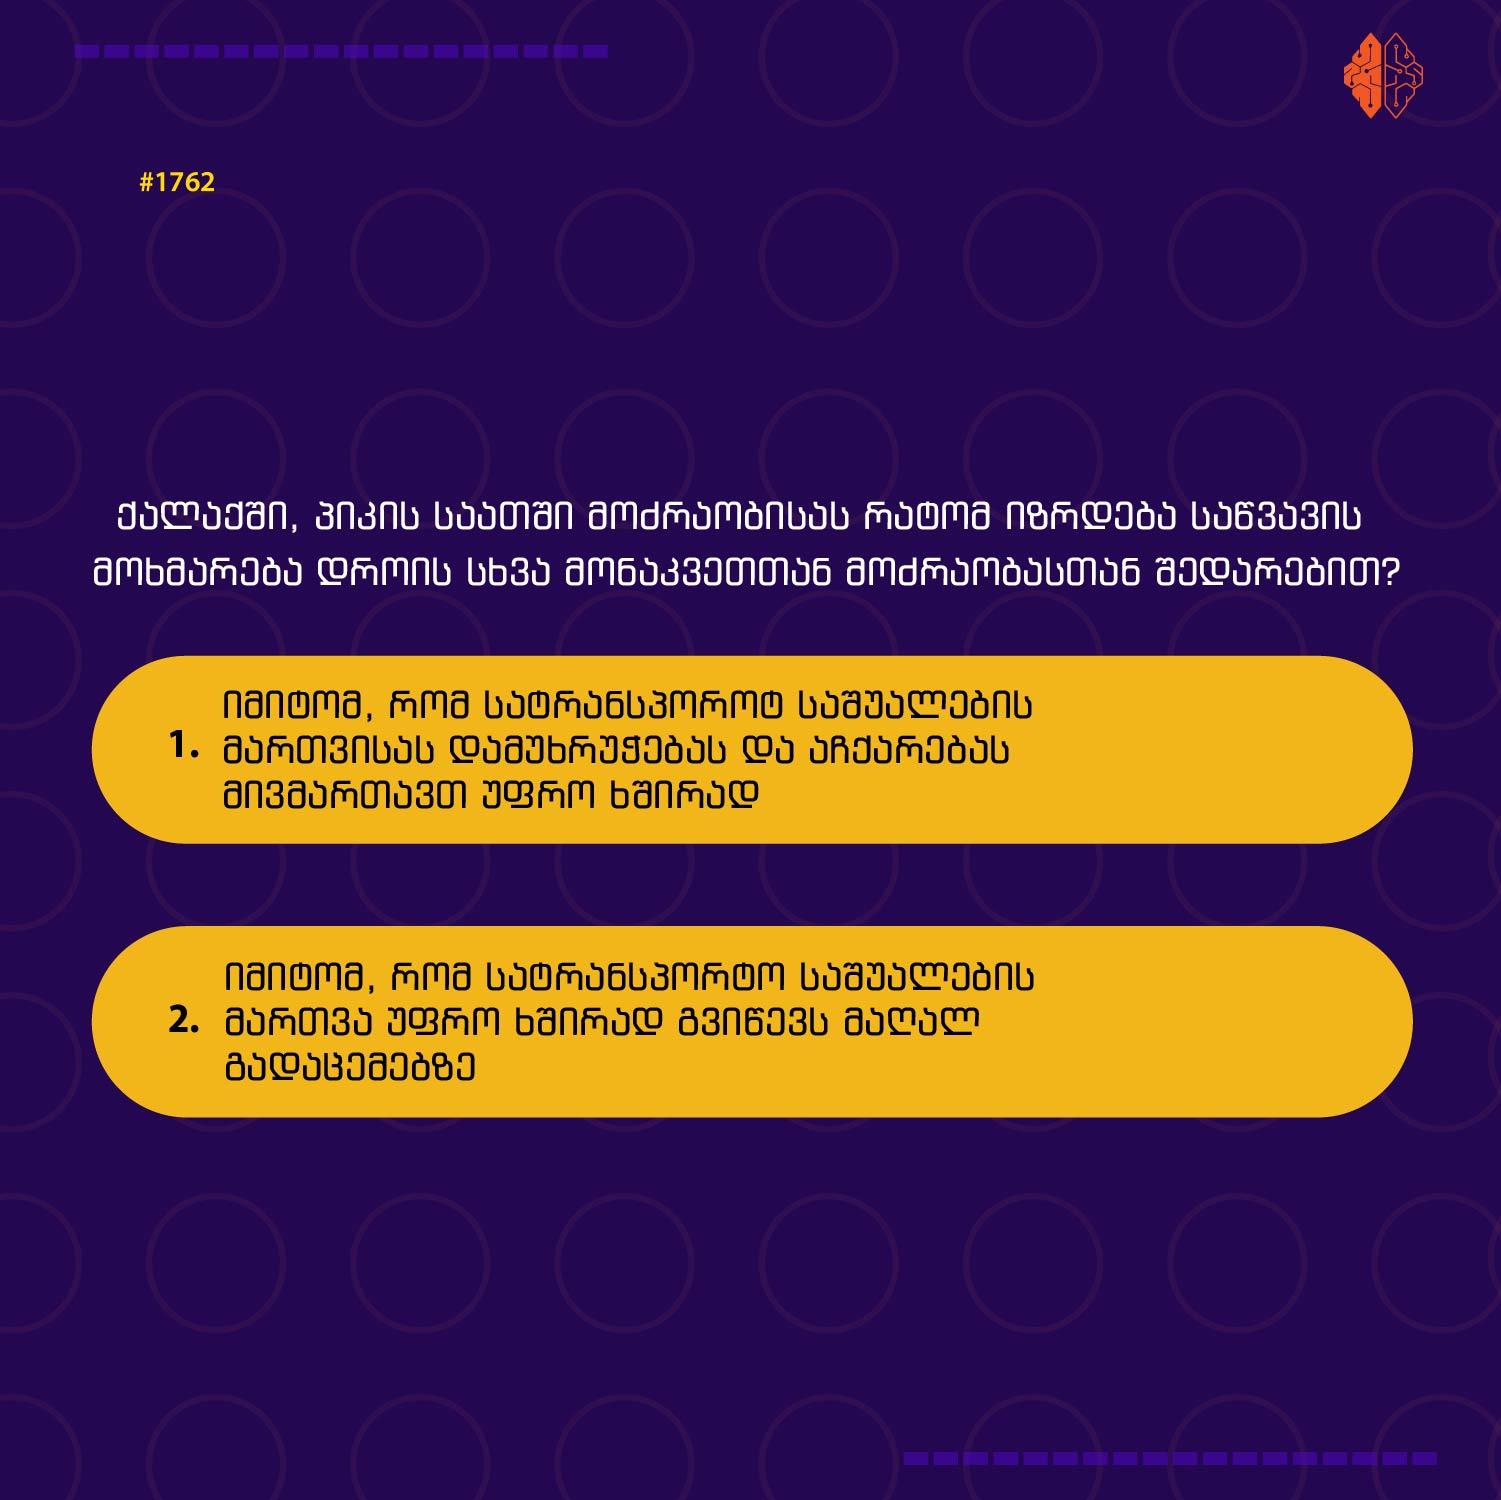 #1762
ქალაქში, პიკის საათში მოძრაობისას რატომ იზრდება საწვავის
მოხმარება დროის სხვა მონაკვეთთან მოძრაობასთან შედარებით?
1. იმიტომ, რომ სატრანსპოროტ საშუალების
მართვისას დამუხრუჭებას და აჩქარებას
მივმართავთ უფრო ხშირად
2. იმიტომ, რომ სატრანსპორტო საშუალების
მართვა უფრო ხშირად გვიწევს მაღალ
გადაცემებზე